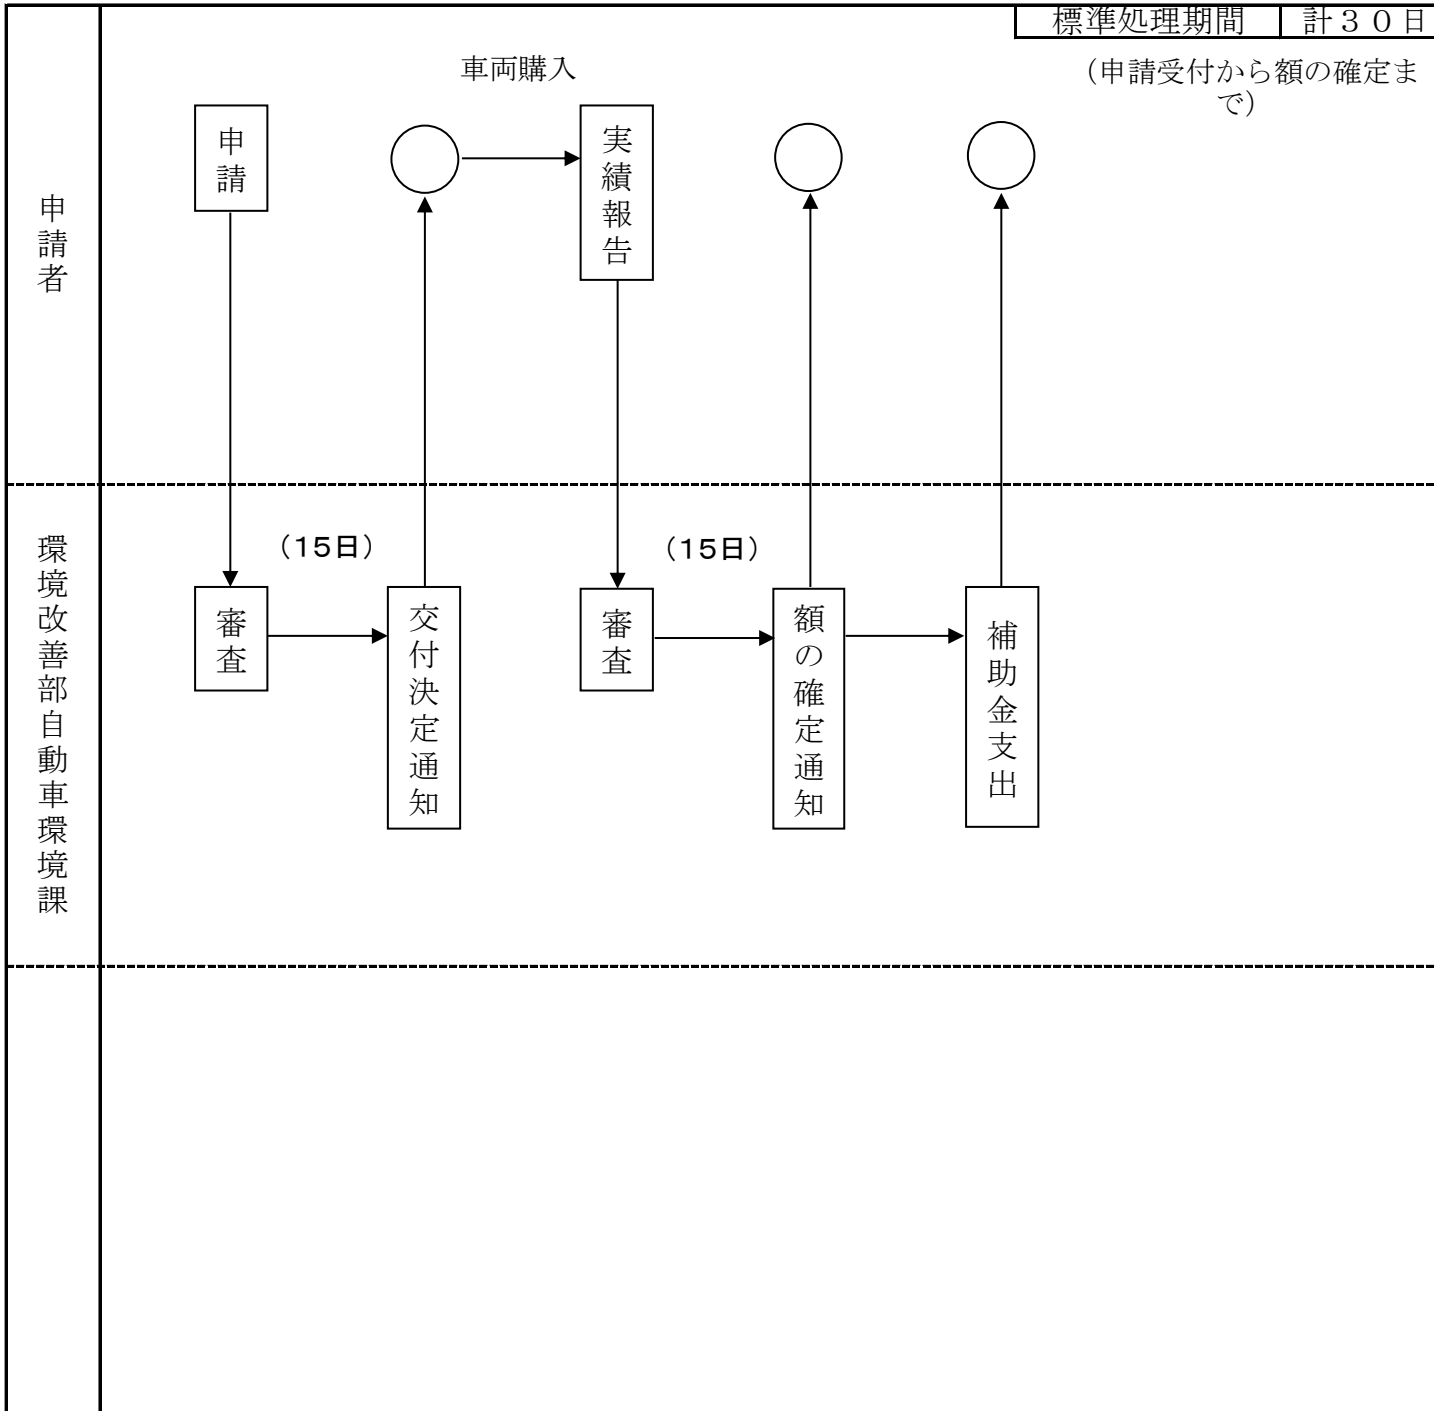 標準処理期間 計３０日
（申請受付から額の確定ま
で）
車両購入
申請者
申請
実績報告
環境改善部自動車環境課
（15日）
（15日）
審査
交付決定通知
審査
額の確定通知
補助金支出